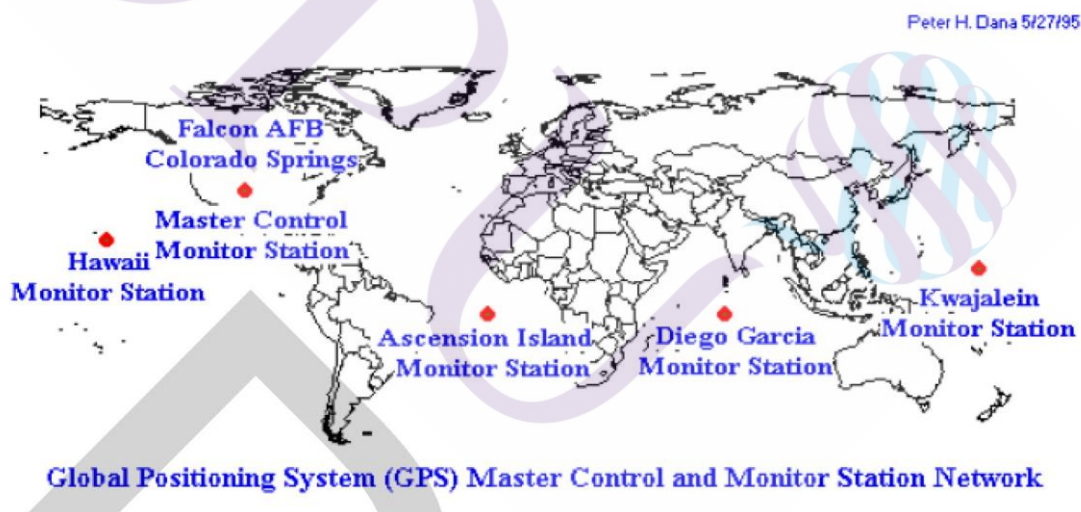 Peter H. Dana 5/27/95
Falcon AFB
Colorado Springs
Master Control
Monitor Station
Hawaii
Monitor Station
Ascension Island
Monitor Station
Diego Garcia
Monitor Station
Kwajalein
Monitor Station
Global Positioning System (GPS) Master Control and Monitor Station Network